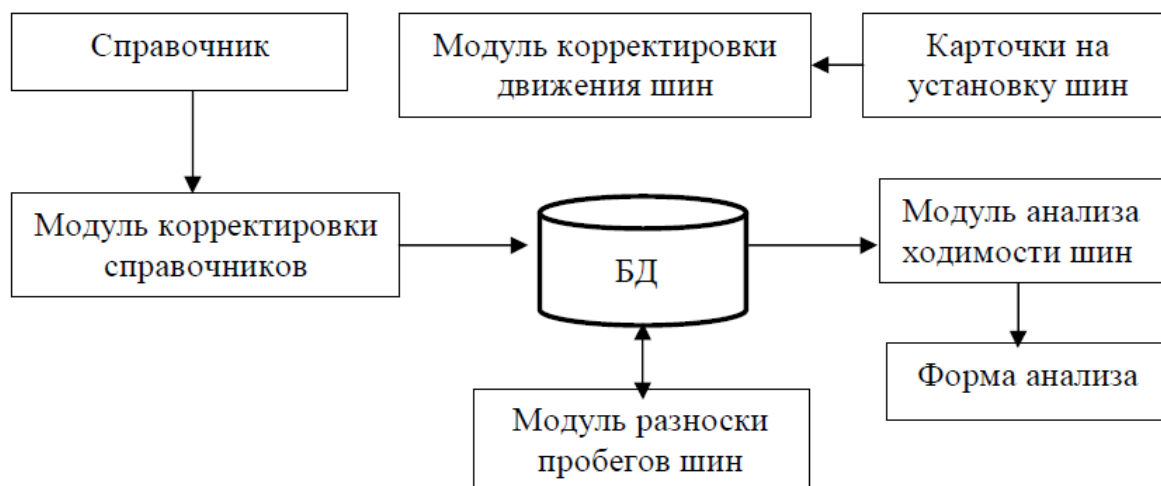 Справочник
Модуль корректировки
движения шин
Карточки на
установку шин
Модуль корректировки
справочников
БД
Модуль анализа
ходимости шин
Форма анализа
Модуль разноски
пробегов шин